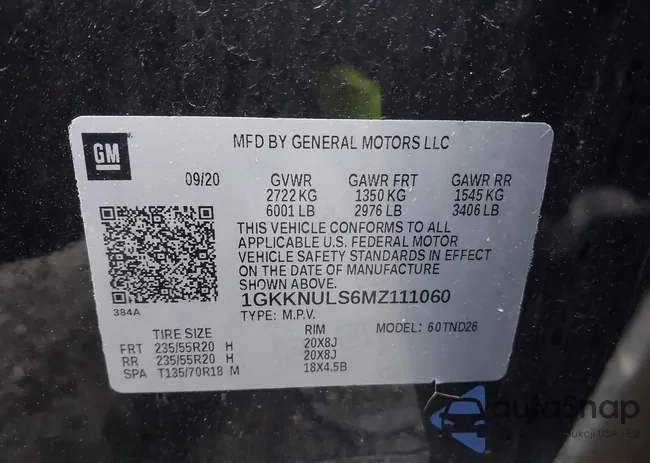 GM
MFD BY GENERAL MOTORS LLC
09/20 GVWR GAWR FRT GAWR RR
2722 KG 1350 KG 1545 KG
6001 LB 2976 LB 3406 LB
THIS VEHICLE CONFORMS TO ALL
APPLICABLE U.S. FEDERAL MOTOR
VEHICLE SAFETY STANDARDS IN EFFECT
ON THE DATE OF MANUFACTURE
SHOWN ABOVE.
384A
1GKKNULS6MZ111060
TYPE: M.P.V. MODEL: 60TND26
TIRE SIZE RIM
FRT 235/55R20 H 20X8J
RR 235/55R20 H 20X8J
SPA T135/70R18 M 18X4.5B
autoSnap
aukcji USA - EU